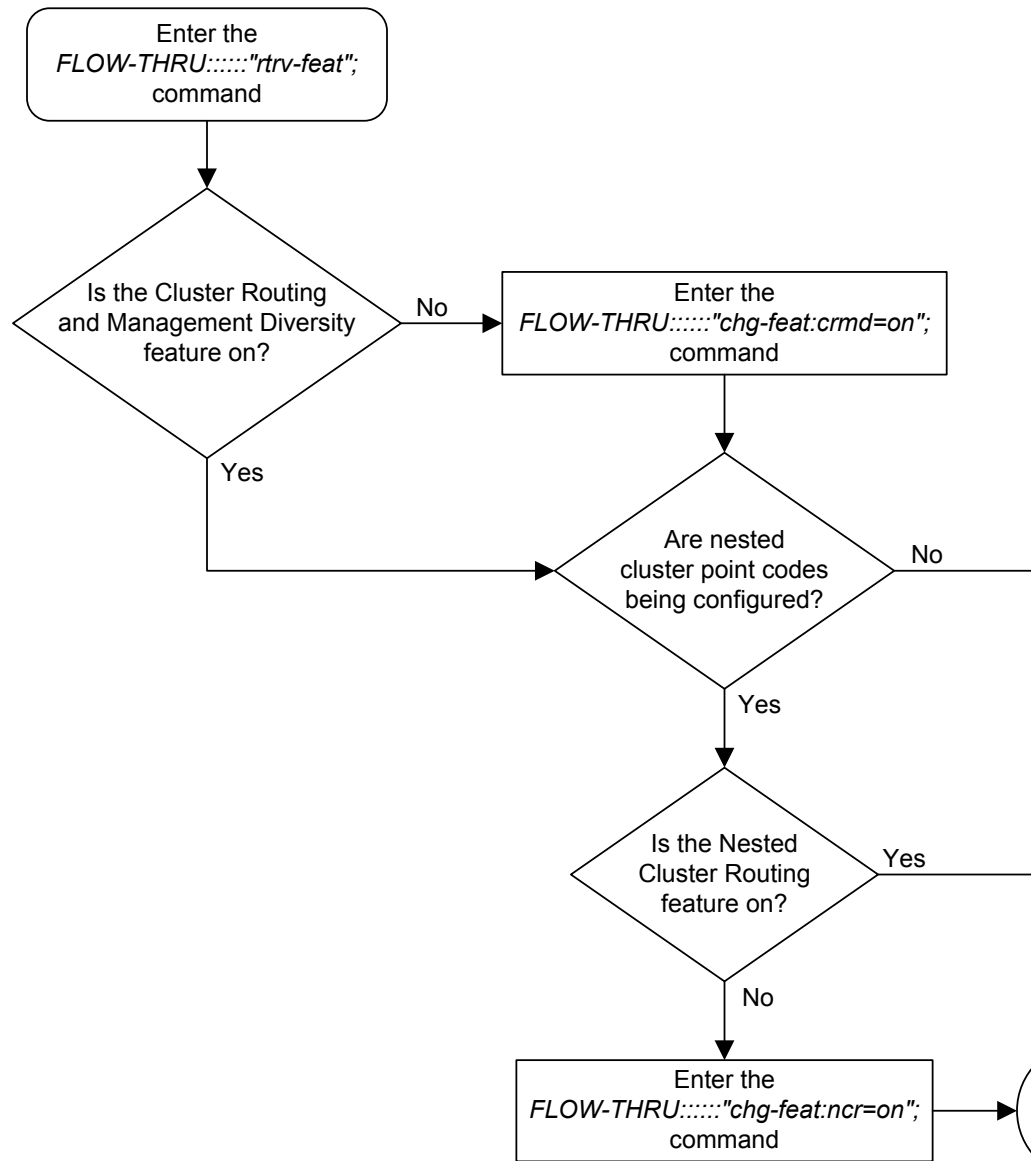 Enter the
FLOW-THRU::::::"rtrv-feat";
command
Is the Cluster Routing
and Management Diversity
feature on?
No
Enter the
FLOW-THRU::::::"chg-feat:crmd=on";
command
Yes
Are nested
cluster point codes
being configured?
No
Yes
Is the Nested
Cluster Routing
feature on?
Yes
No
Enter the
FLOW-THRU::::::"chg-feat:ncr=on";
command